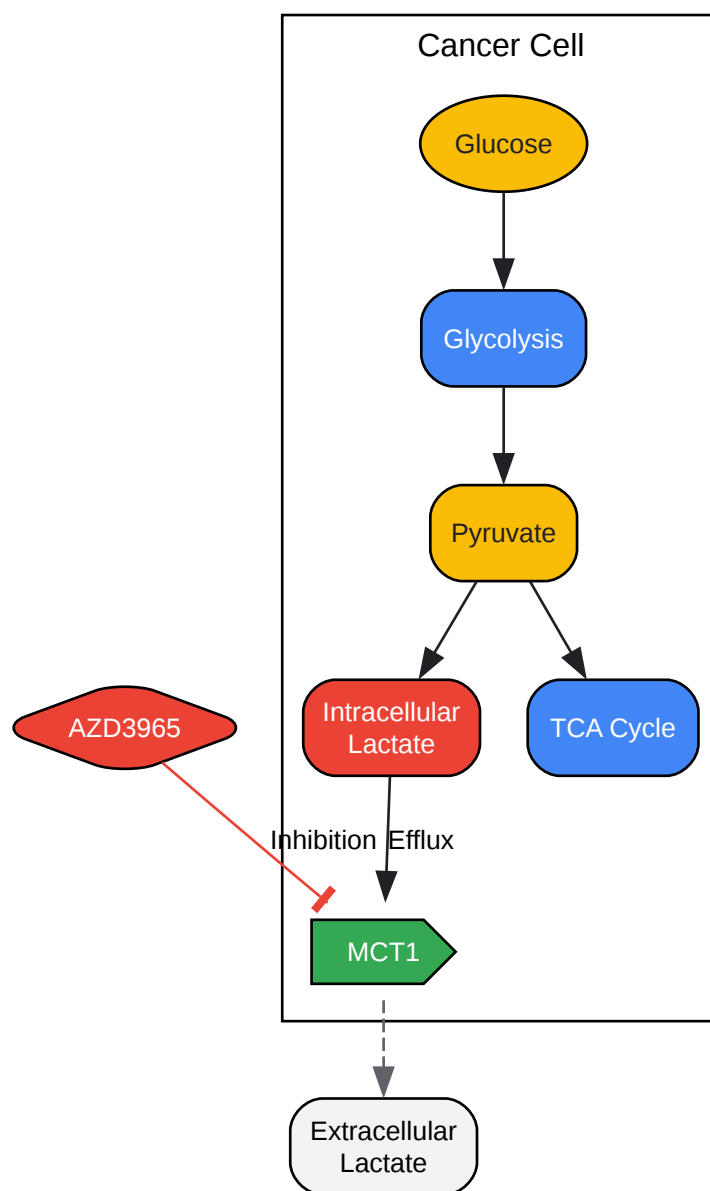 Cancer Cell
Glucose
Glycolysis
Pyruvate
Intracellular
Lactate
TCA Cycle
AZD3965
Inhibition
Efflux
MCT1
Extracellular
Lactate